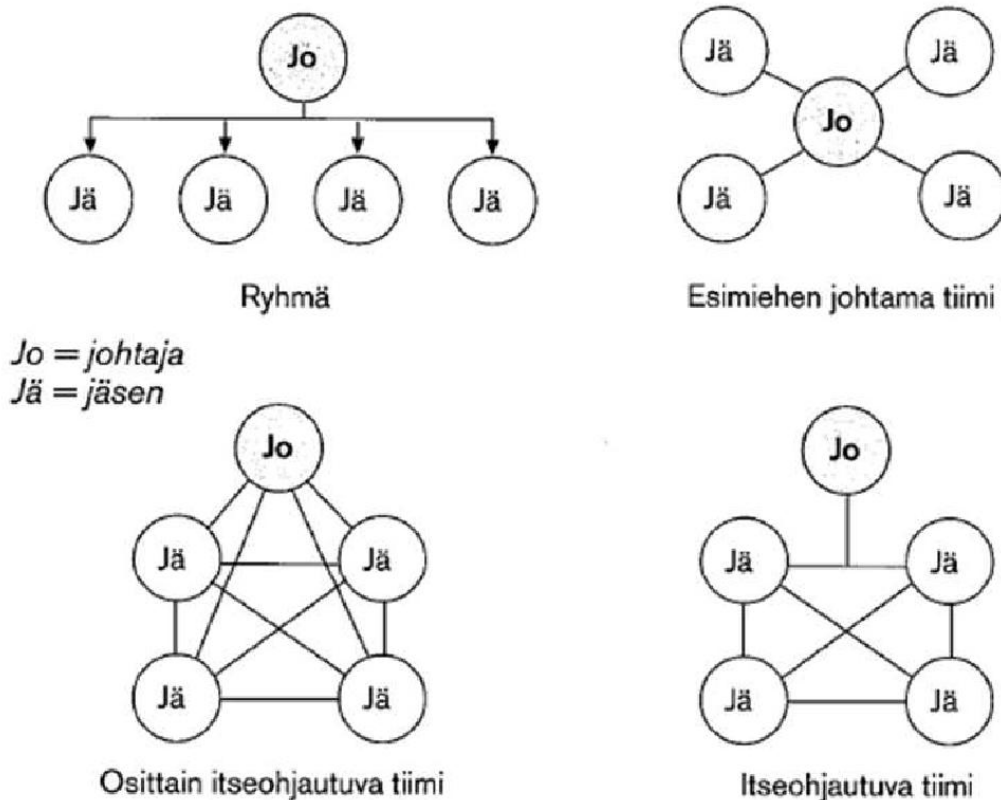 Jo
Jä Jä Jä Jä
Ryhmä
Jä Jä
Jo
Jä Jä
Esimiehen johtama tiimi
Jo = johtaja
Jä = jäsen
Jo
Jä Jä
Jä Jä
Osittain itseohjautuva tiimi
Jo
Jä Jä
Jä Jä
Itseohjautuva tiimi